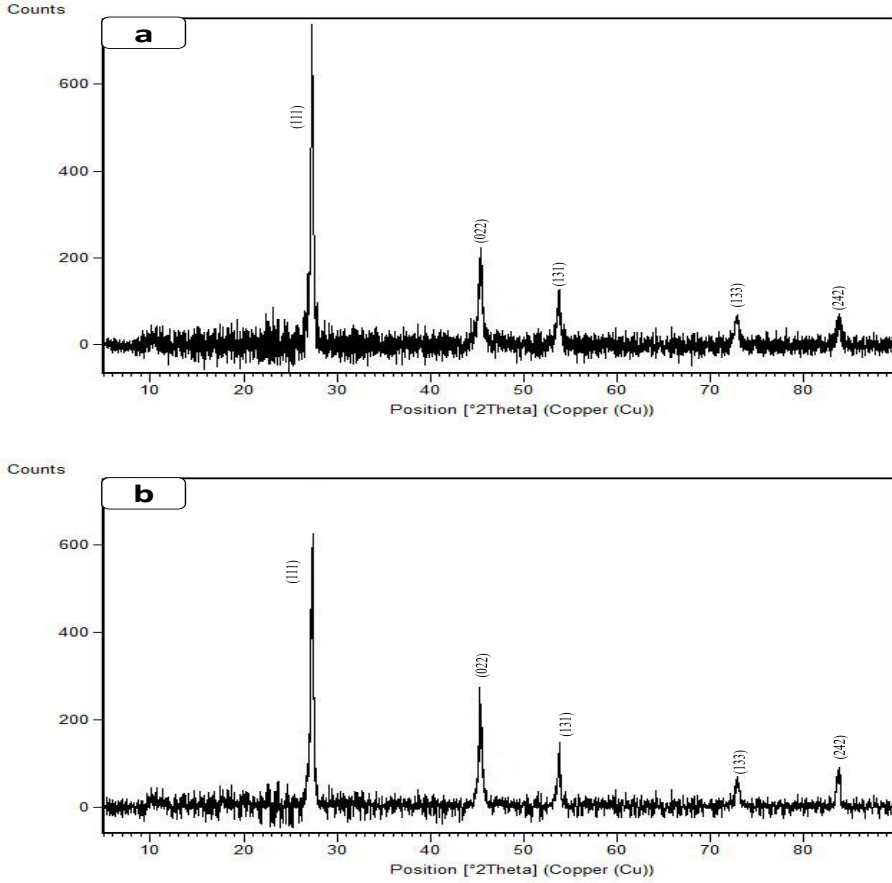 Counts
a
600
400
200
0
(111)
(022)
(131)
(133)
(242)
10 20 30 40 50 60 70 80
Position [°2Theta] (Copper (Cu))
Counts
b
600
400
200
0
(111)
(022)
(131)
(133)
(242)
10 20 30 40 50 60 70 80
Position [°2Theta] (Copper (Cu))